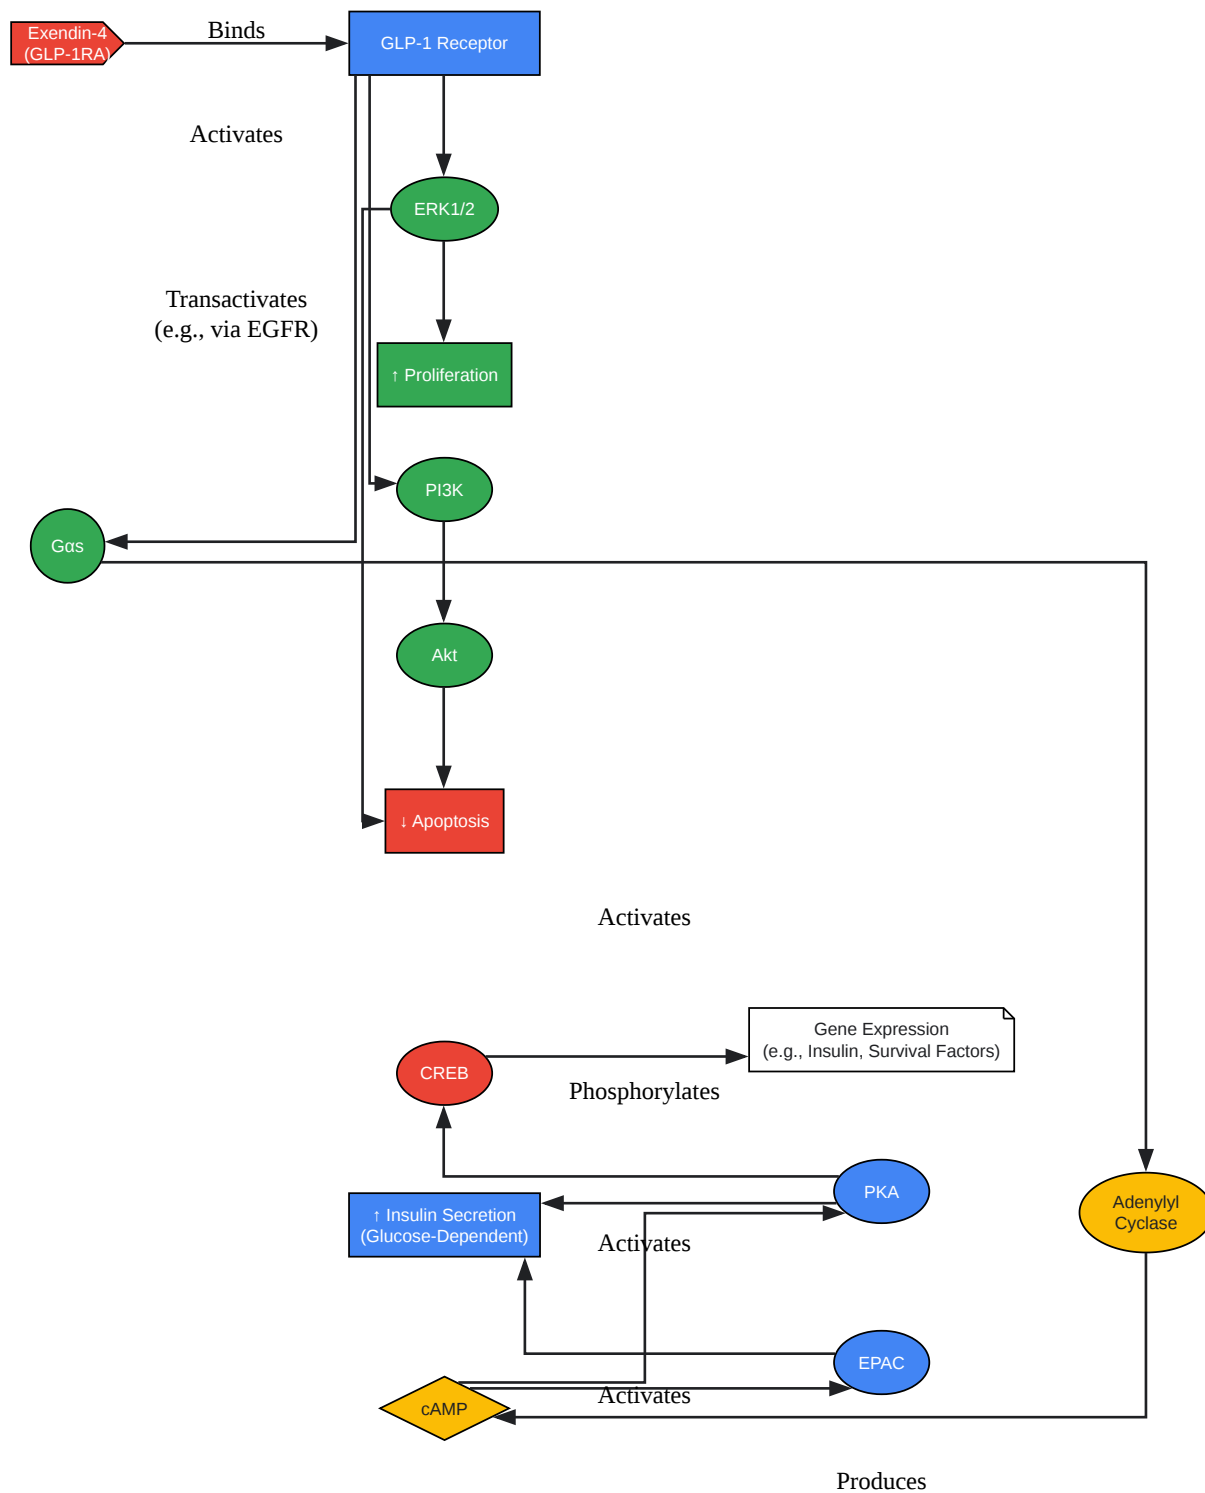 Exendin-4
(GLP-1RA)
Binds
GLP-1 Receptor
Activates
ERK1/2
Transactivates
(e.g., via EGFR)
↑ Proliferation
PI3K
Gαs
Akt
↓ Apoptosis
Activates
Gene Expression
(e.g., Insulin, Survival Factors)
CREB
Phosphorylates
PKA
Adenylyl
Cyclase
↑ Insulin Secretion
(Glucose-Dependent)
Activates
EPAC
Activates
cAMP
Produces